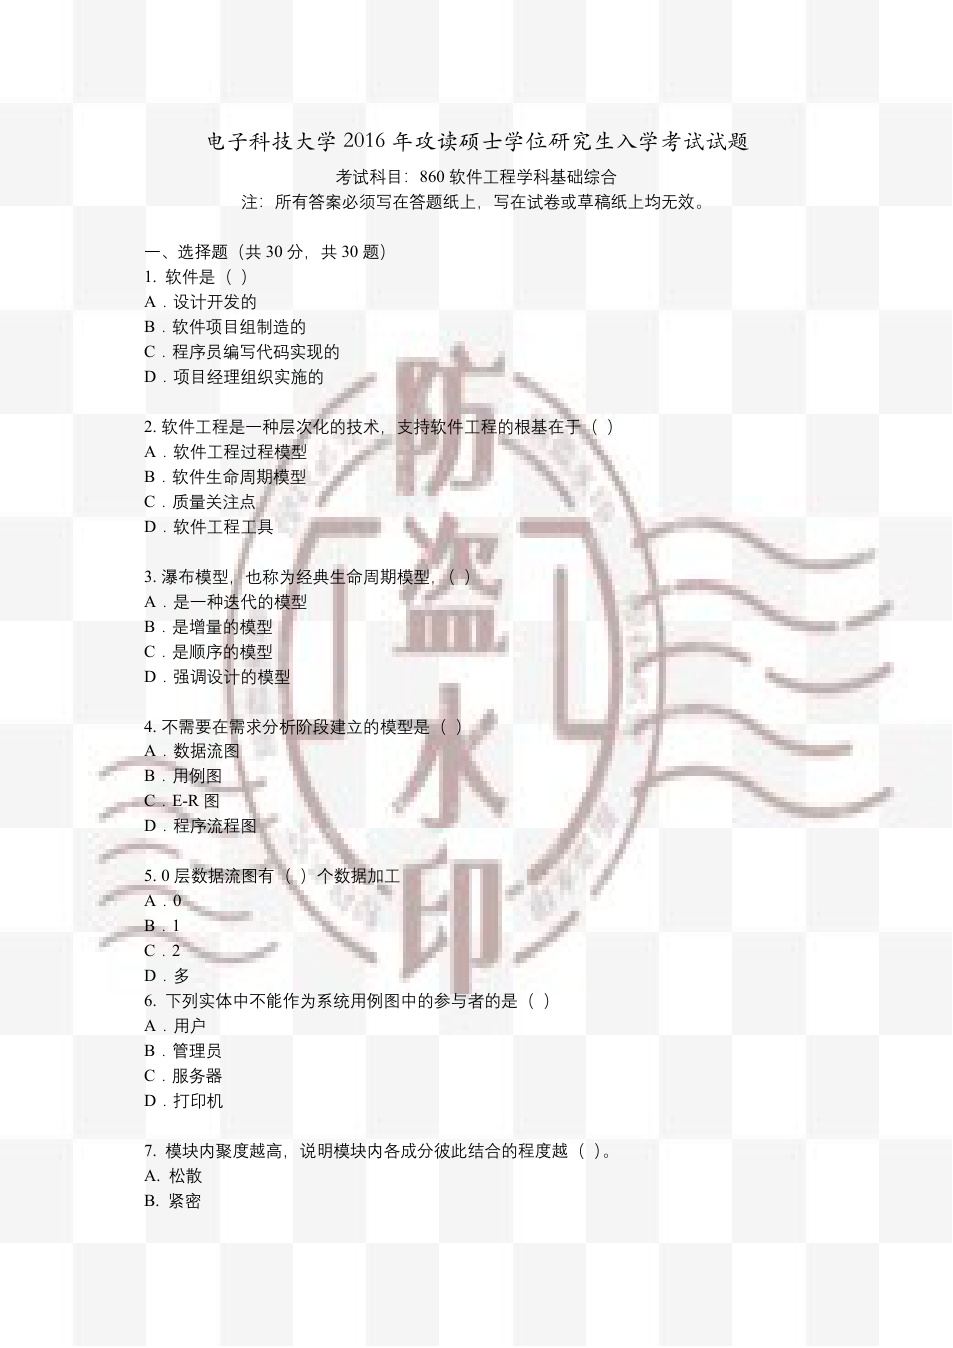 电子科技大学 2016 年攻读硕士学位研究生入学考试试题
考试科目：860 软件工程学科基础综合
注：所有答案必须写在答题纸上，写在试卷或草稿纸上均无效。
一、选择题（共 30 分，共 30 题）
1. 软件是（ ）
A．设计开发的
B．软件项目组制造的
C．程序员编写代码实现的
D．项目经理组织实施的
2. 软件工程是一种层次化的技术，支持软件工程的根基在于（ ）
A．软件工程过程模型
B．软件生命周期模型
C．质量关注点
D．软件工程工具
3. 瀑布模型，也称为经典生命周期模型，（ ）
A．是一种迭代的模型
B．是增量的模型
C．是顺序的模型
D．强调设计的模型
4. 不需要在需求分析阶段建立的模型是（ ）
A．数据流图
B．用例图
C．E-R 图
D．程序流程图
5. 0 层数据流图有（ ）个数据加工
A．0
B．1
C．2
D．多
6. 下列实体中不能作为系统用例图中的参与者的是（ ）
A．用户
B．管理员
C．服务器
D．打印机
7. 模块内聚度越高，说明模块内各成分彼此结合的程度越（ ）。
A. 松散
B. 紧密
防盗水印